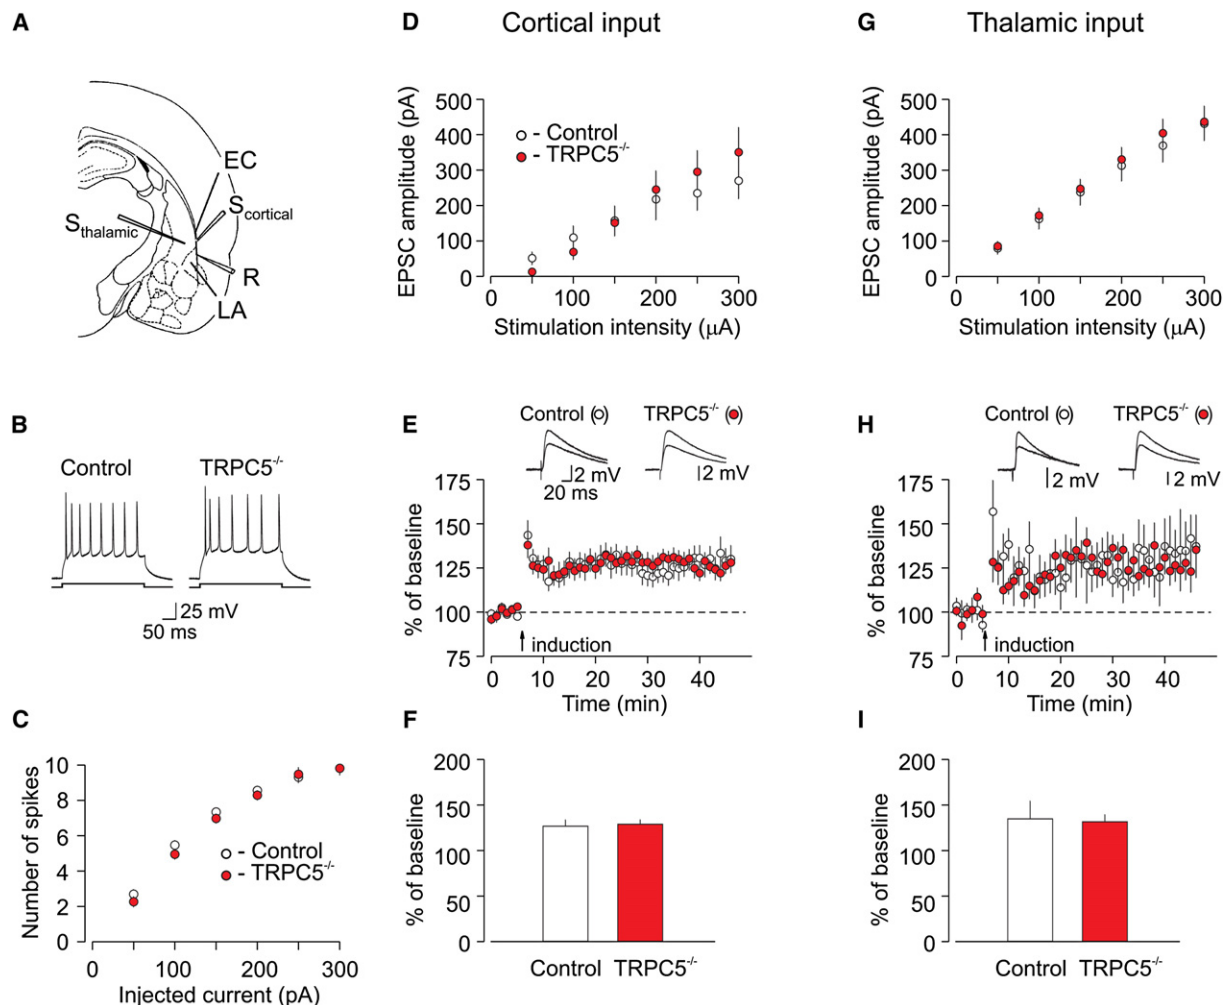 A
EC
S cortical
S thalamic
R
LA
B
Control TRPC5-/-
25 mV
50 ms
C
Number of spikes
10
8
6
4
2
0
- Control
- TRPC5-/-
0 100 200 300
Injected current (pA)
D Cortical input
EPSC amplitude (pA)
500
400
300
200
100
0
- Control
- TRPC5-/-
0 100 200 300
Stimulation intensity (μA)
E
Control (○) TRPC5-/- (●)
2 mV 2 mV
20 ms
% of baseline
175
150
125
100
75
induction
0 10 20 30 40
Time (min)
F
% of baseline
200
150
100
50
0
Control TRPC5-/-
G Thalamic input
EPSC amplitude (pA)
500
400
300
200
100
0
0 100 200 300
Stimulation intensity (μA)
H
Control (○) TRPC5-/- (●)
2 mV 2 mV
% of baseline
175
150
125
100
75
induction
0 10 20 30 40
Time (min)
I
% of baseline
200
150
100
50
0
Control TRPC5-/-